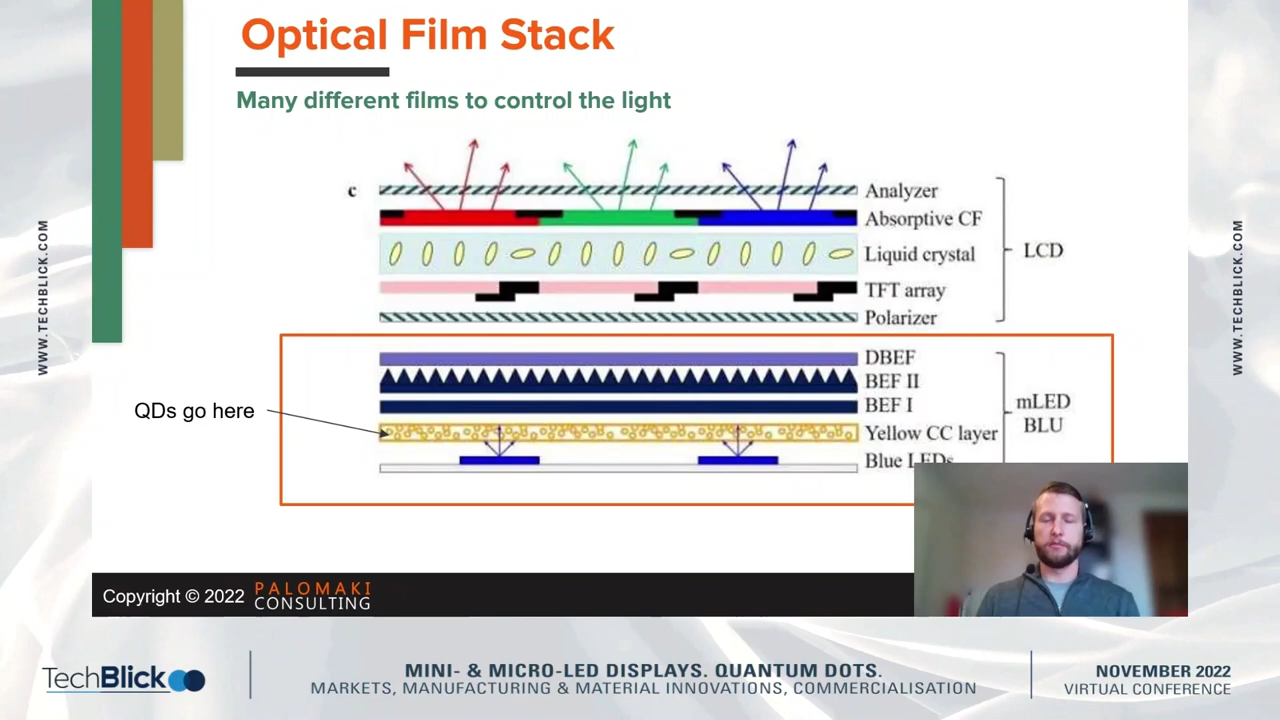 Optical Film Stack
Many different films to control the light
c
Analyzer
Absorptive CF
Liquid crystal
LCD
TFT array
Polarizer
DBEF
BEF II
BEF I
mLED
BLU
QDs go here
Yellow CC layer
Blue LEDs
WWW.TECHBLICK.COM
WWW.TECHBLICK.COM
Copyright © 2022
PALOMAKI
CONSULTING
TechBlick
MINI- & MICRO-LED DISPLAYS. QUANTUM DOTS.
MARKETS, MANUFACTURING & MATERIAL INNOVATIONS, COMMERCIALISATION
NOVEMBER 2022
VIRTUAL CONFERENCE